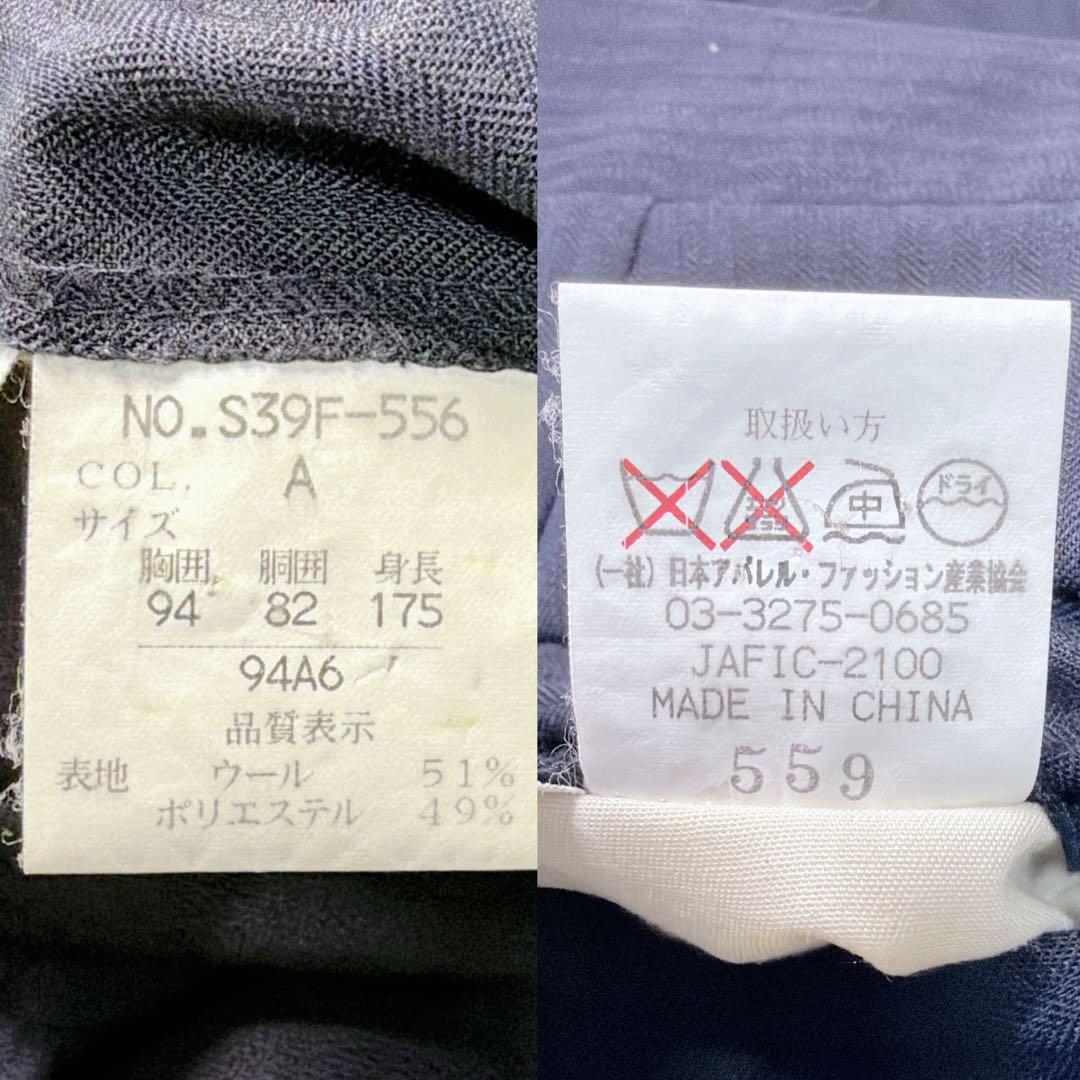 NO.S39F-556
COL. A
サイズ
胸囲 胴囲 身長
94 82 175
94A6
品質表示
表地 ウール 51%
ポリエステル 49%
取扱い方
中 ドライ
(一社)日本アパレル・ファッション産業協会
03-3275-0685
JAFIC-2100
MADE IN CHINA
559